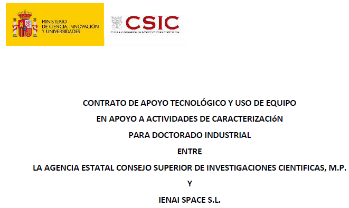 MINISTERIO
DE CIENCIA, INNOVACIÓN
Y UNIVERSIDADES
CSIC
CONTRATO DE APOYO TECNOLÓGICO Y USO DE EQUIPO
EN APOYO A ACTIVIDADES DE CARACTERIZACIóN
PARA DOCTORADO INDUSTRIAL
ENTRE
LA AGENCIA ESTATAL CONSEJO SUPERIOR DE INVESTIGACIONES CIENTIFICAS, M.P.
Y
IENAI SPACE S.L.